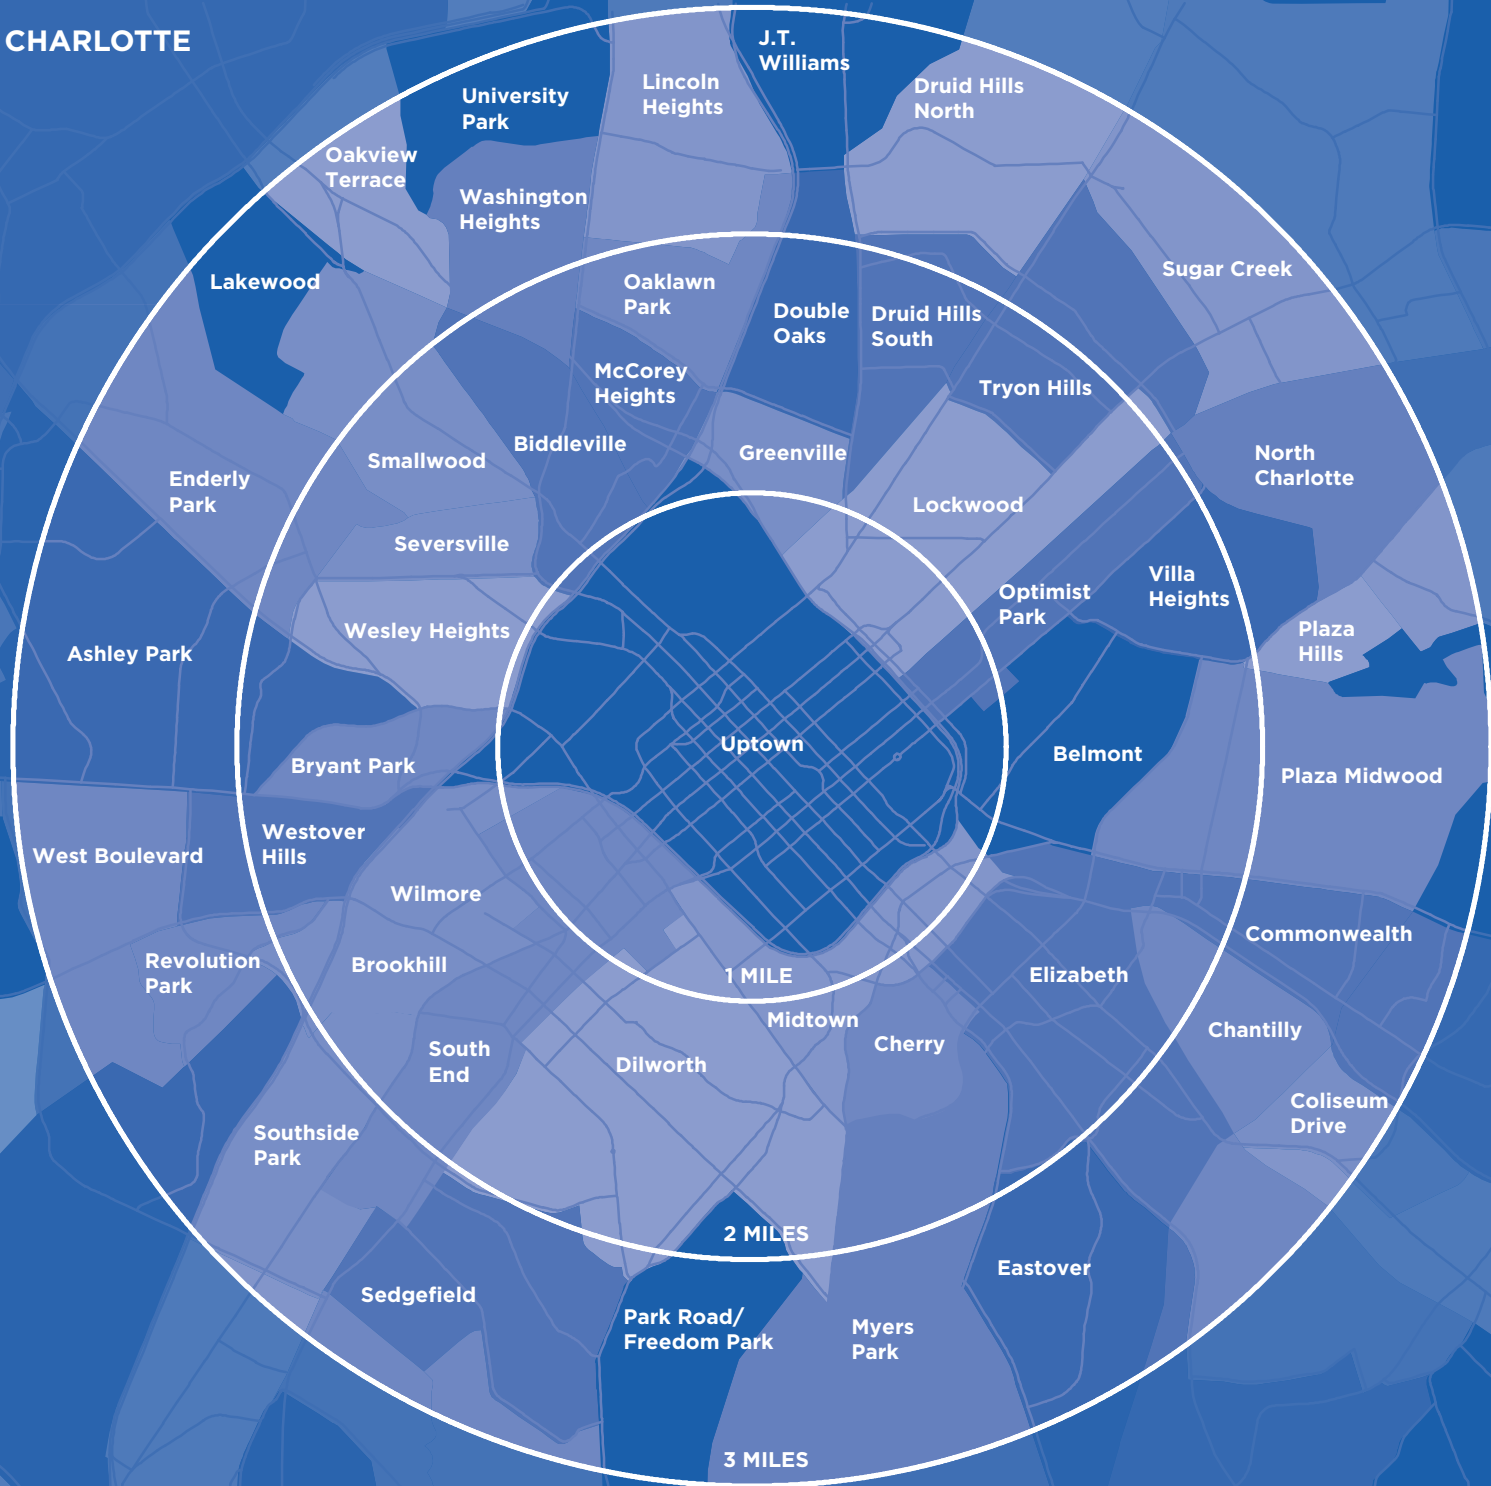 CHARLOTTE
J.T.
Williams
Lincoln
Heights
Druid Hills
North
University
Park
Oakview
Terrace
Washington
Heights
Sugar Creek
Lakewood
Oaklawn
Park
Double
Oaks
Druid Hills
South
McCorey
Heights
Tryon Hills
Biddleville
Smallwood
Greenville
North
Charlotte
Enderly
Park
Lockwood
Seversville
Optimist
Park
Villa
Heights
Wesley Heights
Plaza
Hills
Ashley Park
Uptown
Belmont
Bryant Park
Plaza Midwood
Westover
Hills
West Boulevard
Wilmore
Commonwealth
Revolution
Park
Brookhill
1 MILE
Elizabeth
Midtown
Cherry
Chantilly
South
End
Dilworth
Coliseum
Drive
Southside
Park
2 MILES
Eastover
Sedgefield
Park Road/
Freedom Park
Myers
Park
3 MILES